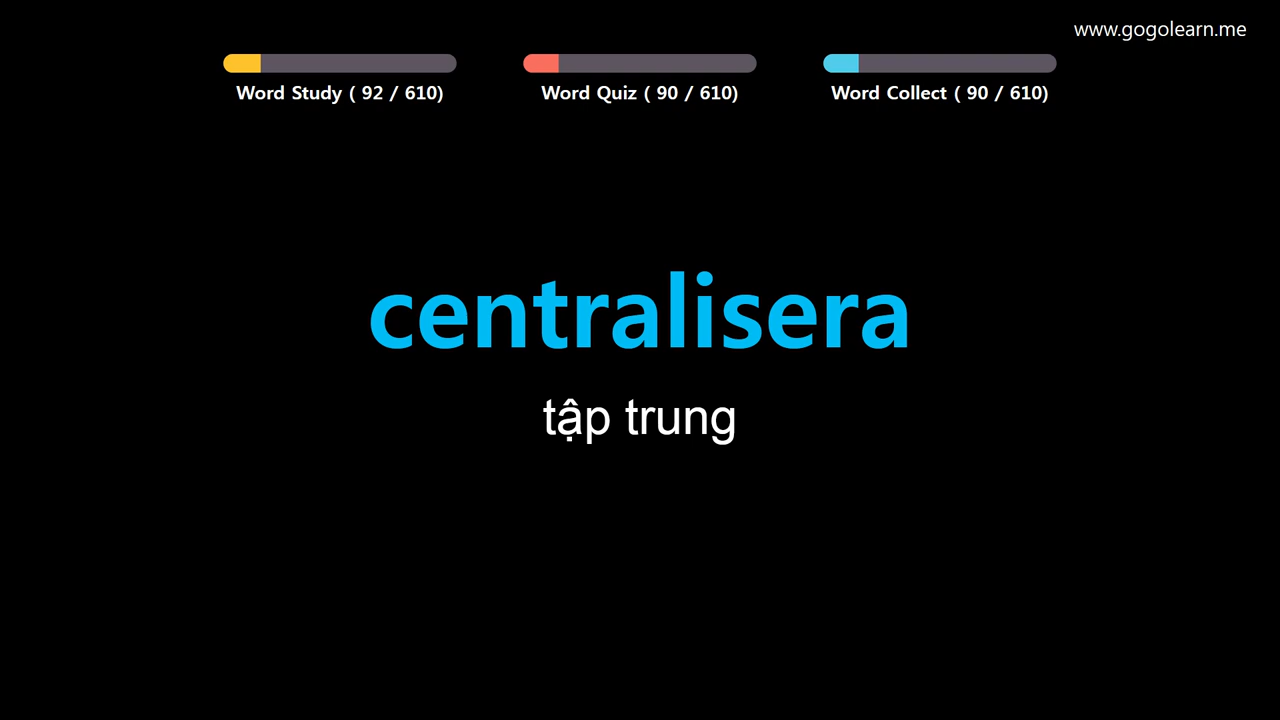 www.gogolearn.me
Word Study ( 92 / 610)
Word Quiz ( 90 / 610)
Word Collect ( 90 / 610)
centralisera
tập trung